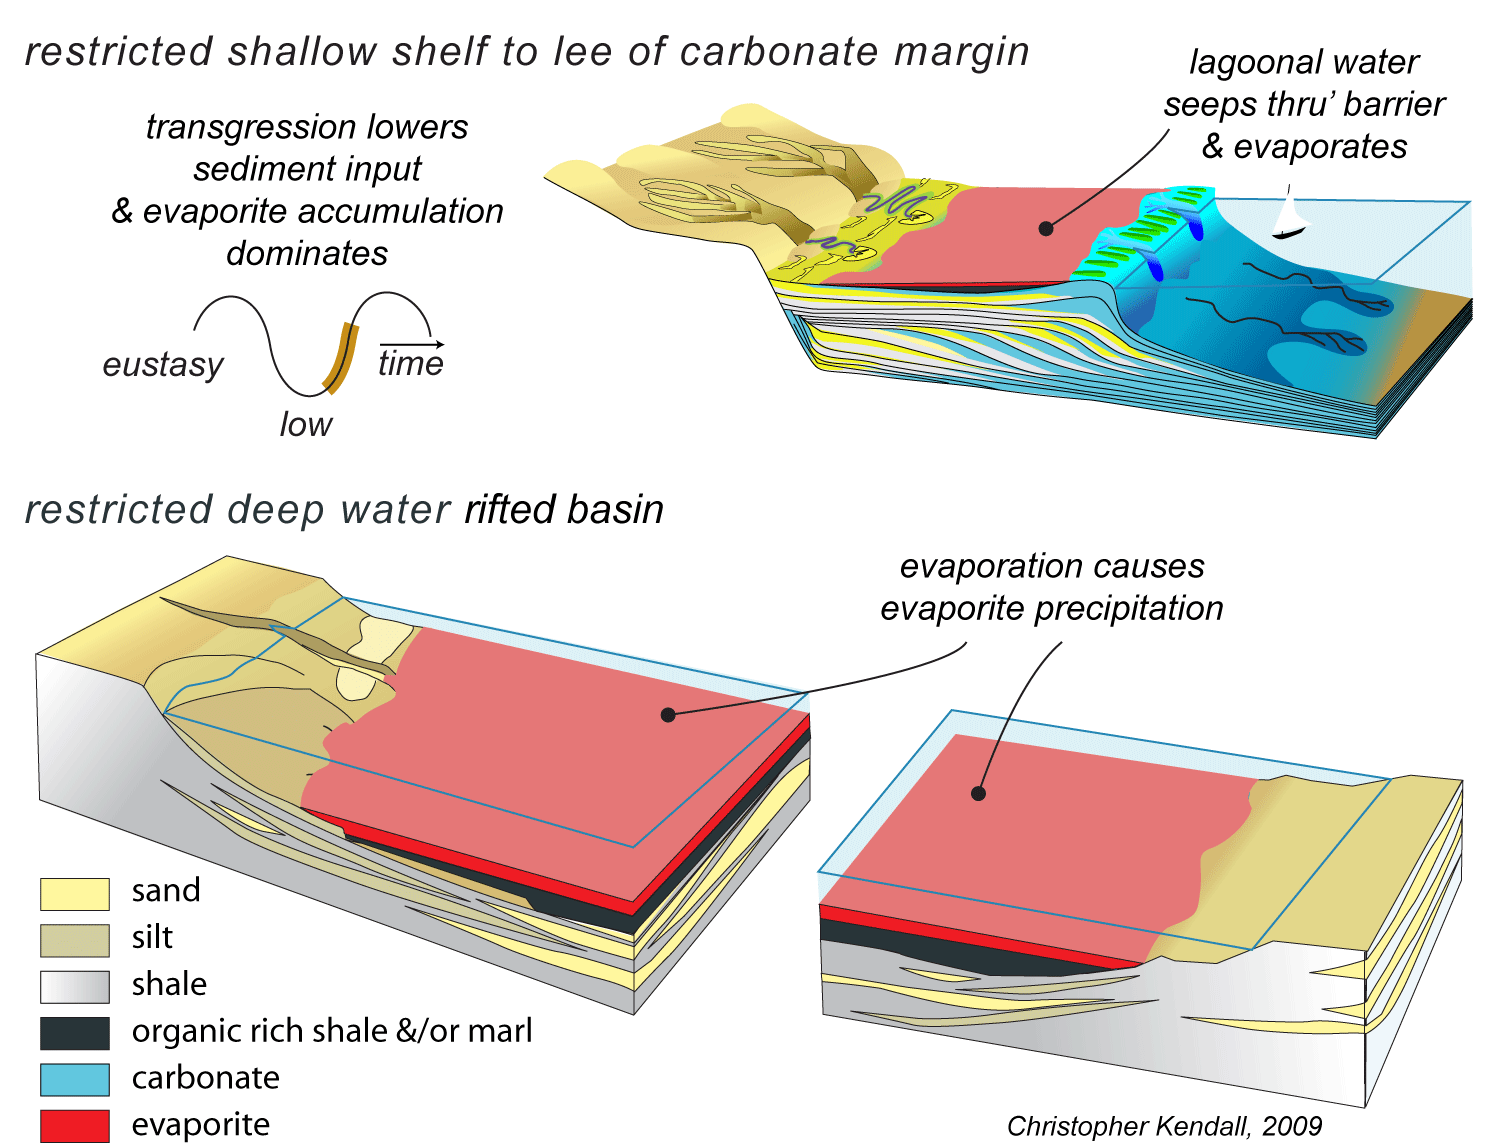 restricted shallow shelf to lee of carbonate margin
lagoonal water
seeps thru’ barrier
& evaporates
transgression lowers
sediment input
& evaporite accumulation
dominates
eustasy
time
low
restricted deep water rifted basin
evaporation causes
evaporite precipitation
sand
silt
shale
organic rich shale &/or marl
carbonate
evaporite
Christopher Kendall, 2009